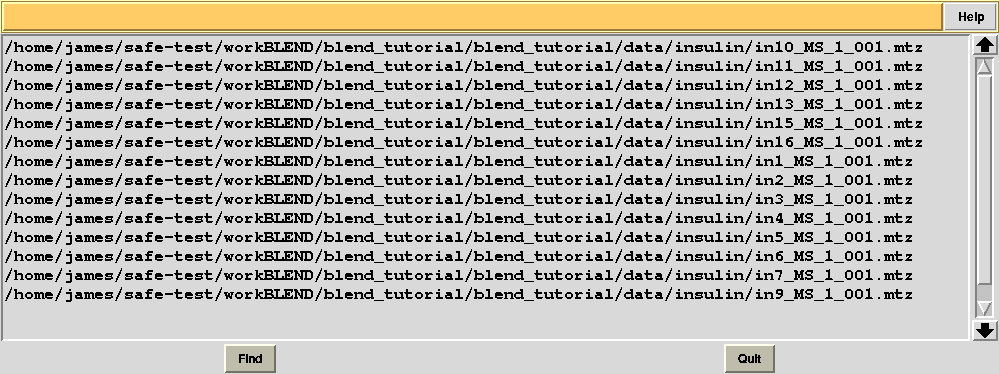 Help
/home/james/safe-test/workBLEND/blend_tutorial/blend_tutorial/data/insulin/in10_MS_1_001.mtz
/home/james/safe-test/workBLEND/blend_tutorial/blend_tutorial/data/insulin/in11_MS_1_001.mtz
/home/james/safe-test/workBLEND/blend_tutorial/blend_tutorial/data/insulin/in12_MS_1_001.mtz
/home/james/safe-test/workBLEND/blend_tutorial/blend_tutorial/data/insulin/in13_MS_1_001.mtz
/home/james/safe-test/workBLEND/blend_tutorial/blend_tutorial/data/insulin/in15_MS_1_001.mtz
/home/james/safe-test/workBLEND/blend_tutorial/blend_tutorial/data/insulin/in16_MS_1_001.mtz
/home/james/safe-test/workBLEND/blend_tutorial/blend_tutorial/data/insulin/in1_MS_1_001.mtz
/home/james/safe-test/workBLEND/blend_tutorial/blend_tutorial/data/insulin/in2_MS_1_001.mtz
/home/james/safe-test/workBLEND/blend_tutorial/blend_tutorial/data/insulin/in3_MS_1_001.mtz
/home/james/safe-test/workBLEND/blend_tutorial/blend_tutorial/data/insulin/in4_MS_1_001.mtz
/home/james/safe-test/workBLEND/blend_tutorial/blend_tutorial/data/insulin/in5_MS_1_001.mtz
/home/james/safe-test/workBLEND/blend_tutorial/blend_tutorial/data/insulin/in6_MS_1_001.mtz
/home/james/safe-test/workBLEND/blend_tutorial/blend_tutorial/data/insulin/in7_MS_1_001.mtz
/home/james/safe-test/workBLEND/blend_tutorial/blend_tutorial/data/insulin/in9_MS_1_001.mtz
Find
Quit